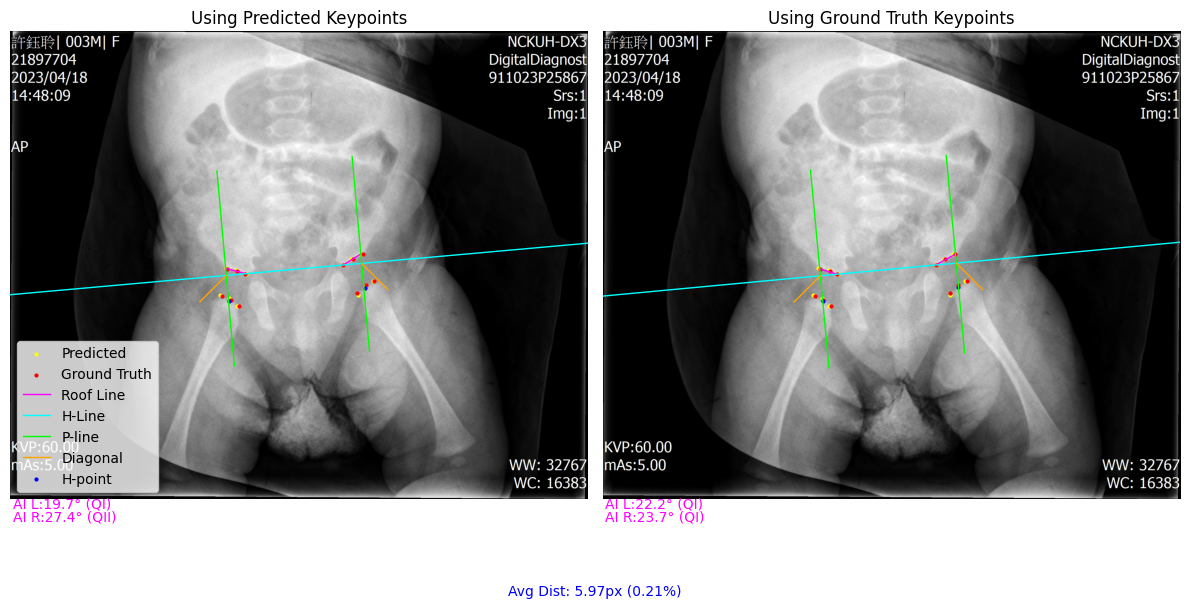 Using Predicted Keypoints
許鈺聆| 003M| F
21897704
2023/04/18
14:48:09
AP
NCKUH-DX3
DigitalDiagnost
911023P25867
Srs:1
Img:1
Predicted
Ground Truth
Roof Line
H-Line
P-line
Diagonal
H-point
KVP:60.00
mAs:5.00
WW: 32767
WC: 16383
AI L:19.7° (QI)
AI R:27.4° (QII)
Using Ground Truth Keypoints
許鈺聆| 003M| F
21897704
2023/04/18
14:48:09
AP
NCKUH-DX3
DigitalDiagnost
911023P25867
Srs:1
Img:1
KVP:60.00
mAs:5.00
WW: 32767
WC: 16383
AI L:22.2° (QI)
AI R:23.7° (QI)
Avg Dist: 5.97px (0.21%)